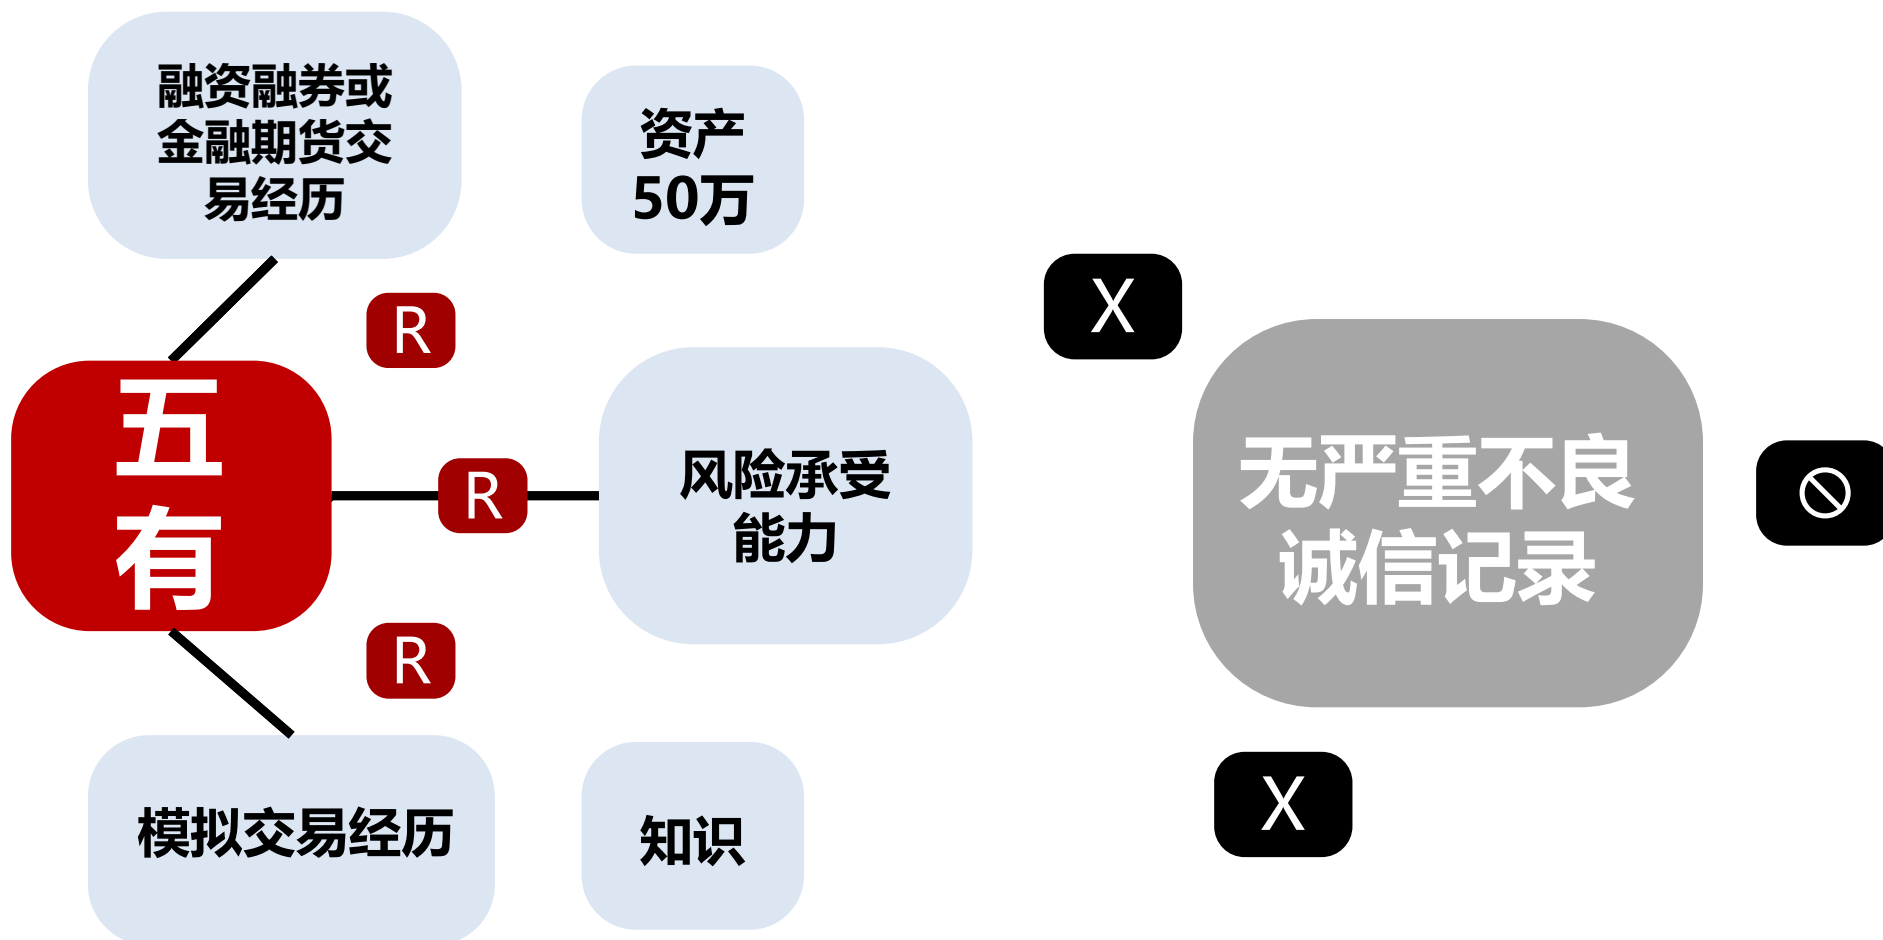 融资融券或
金融期货交
易经历
资产
50万
X
R
五
有
R
风险承受
能力
无严重不良
诚信记录
R
模拟交易经历
知识
X